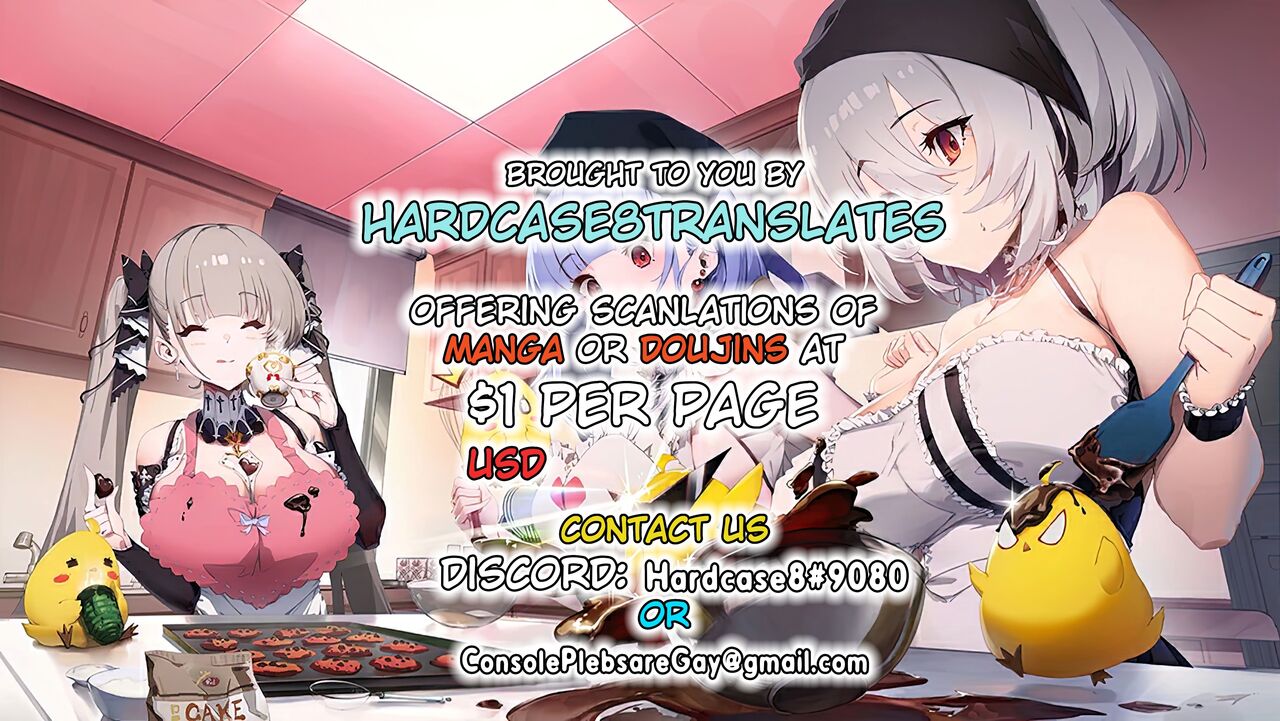 BROUGHT TO YOU BY
HARDCASE8TRANSLATES
OFFERING SCANLATIONS OF
MANGA OR DOUJINS AT
$1 PER PAGE
USD
CONTACT US
DISCORD: Hardcase8#9080
OR
ConsolePlebsareGay@gmail.com
CAKE